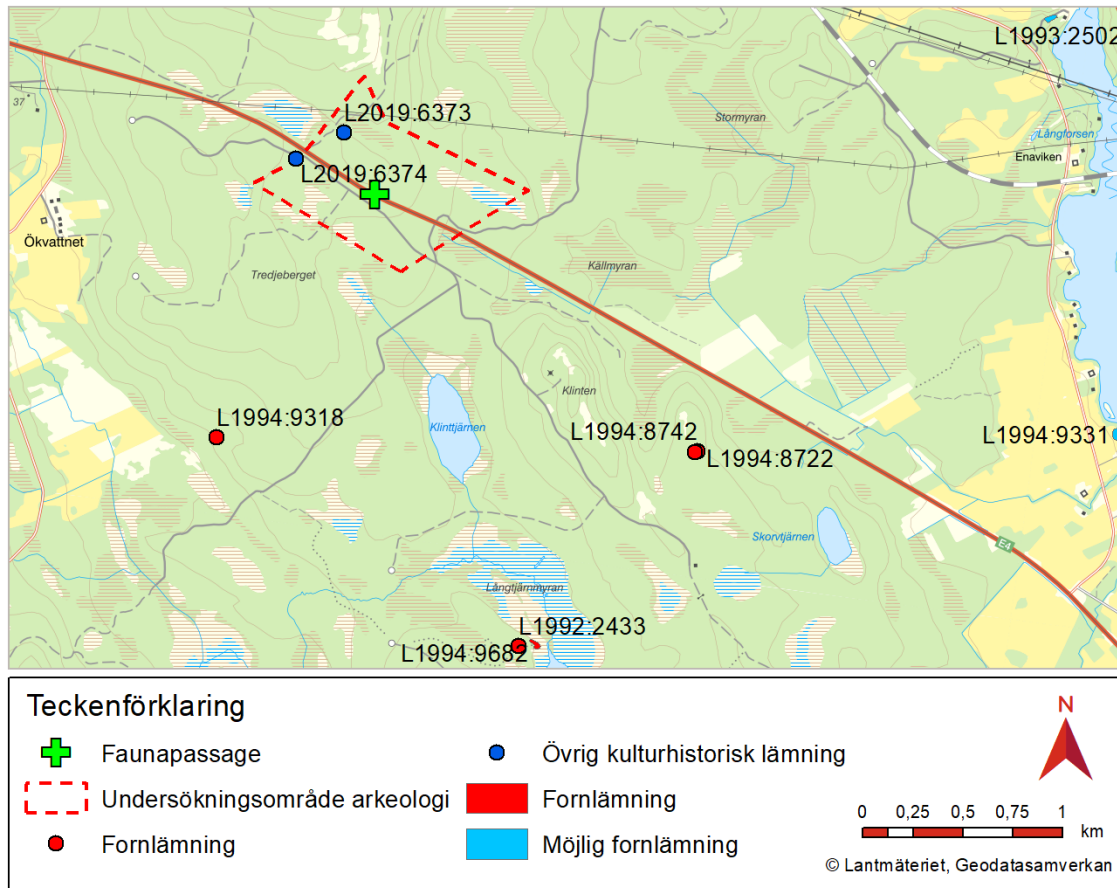 L1993:2502
37
L2019:6373
Stormyran
Långforsen
Enaviken
L2019:6374
Ökvattnet
Tredjeberget
Källmyran
Klinten
L1994:9318
Klinttjärnen
L1994:8742
L1994:9331
L1994:8722
Skorvtjärnen
E4
Långtjärnmyran
L1992:2433
L1994:9682
Teckenförklaring
N
Faunapassage
Övrig kulturhistorisk lämning
Undersökningsområde arkeologi
Fornlämning
Fornlämning
Möjlig fornlämning
0 0,25 0,5 0,75 1
km
© Lantmäteriet, Geodatasamverkan